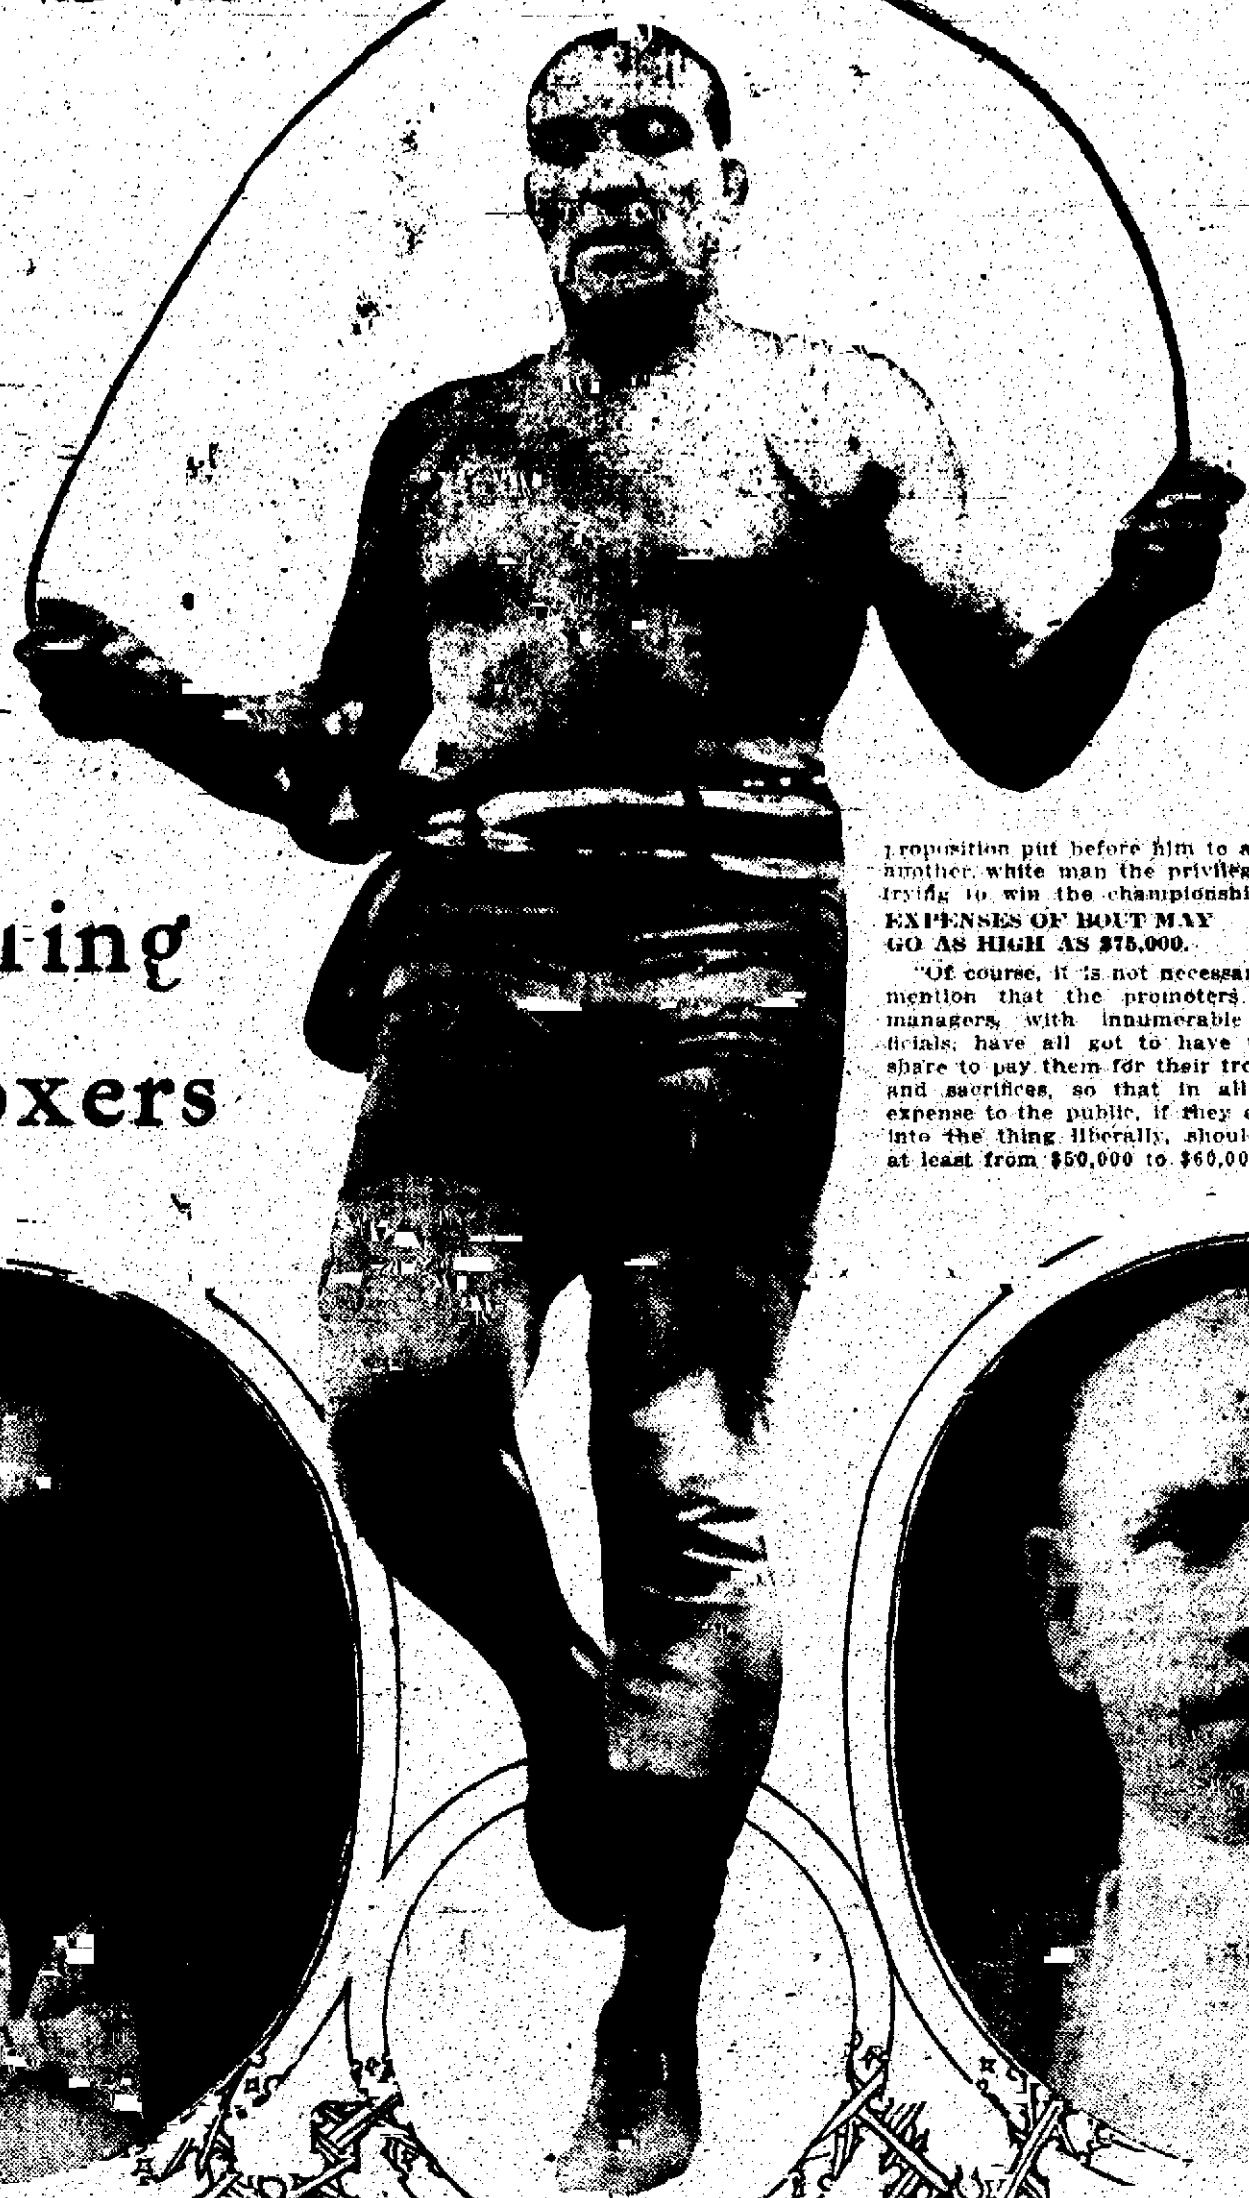 ring
oxers
proposition put before him to a
another white man the privileg
trying to win the championshi
EXPENSES OF BOUT MAY
GO AS HIGH AS $75,000.
"Of course, it is not necessar
mention that the promoters,
managers, with innumerable
ficials, have all got to have
share to pay them for their tro
and sacrifices, so that in all
expense to the public, if they e
into the thing liberally, shoul
at least from $50,000 to $60,00